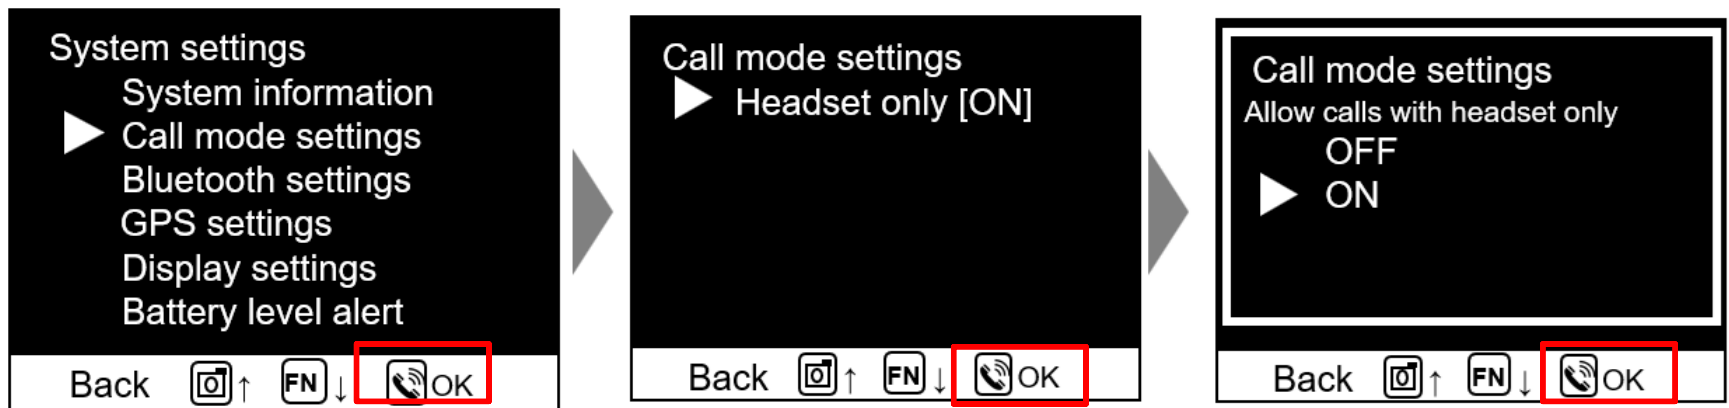 System settings
System information
Call mode settings
Bluetooth settings
GPS settings
Display settings
Battery level alert
Back ↑ FN ↓ OK
Call mode settings
Headset only [ON]
Back ↑ FN ↓ OK
Call mode settings
Allow calls with headset only
OFF
ON
Back ↑ FN ↓ OK